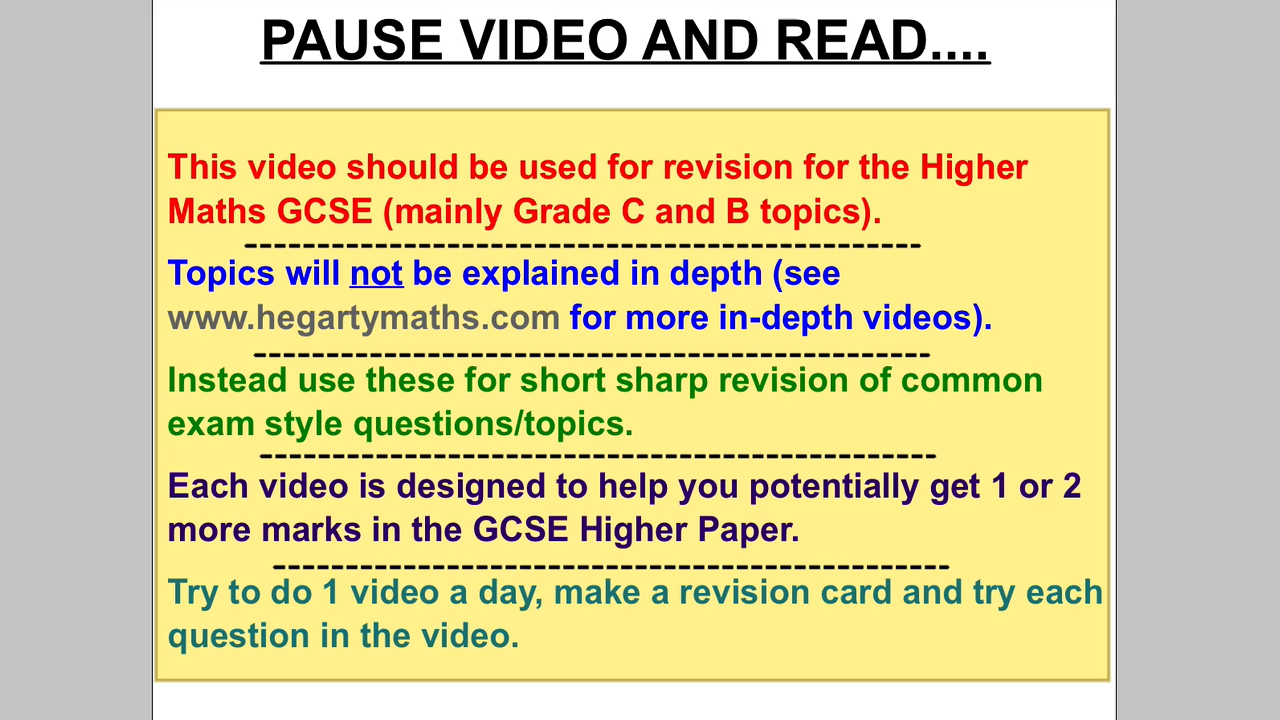 PAUSE VIDEO AND READ....
This video should be used for revision for the Higher
Maths GCSE (mainly Grade C and B topics).
Topics will not be explained in depth (see
www.hegartymaths.com for more in-depth videos).
Instead use these for short sharp revision of common
exam style questions/topics.
Each video is designed to help you potentially get 1 or 2
more marks in the GCSE Higher Paper.
Try to do 1 video a day, make a revision card and try each
question in the video.